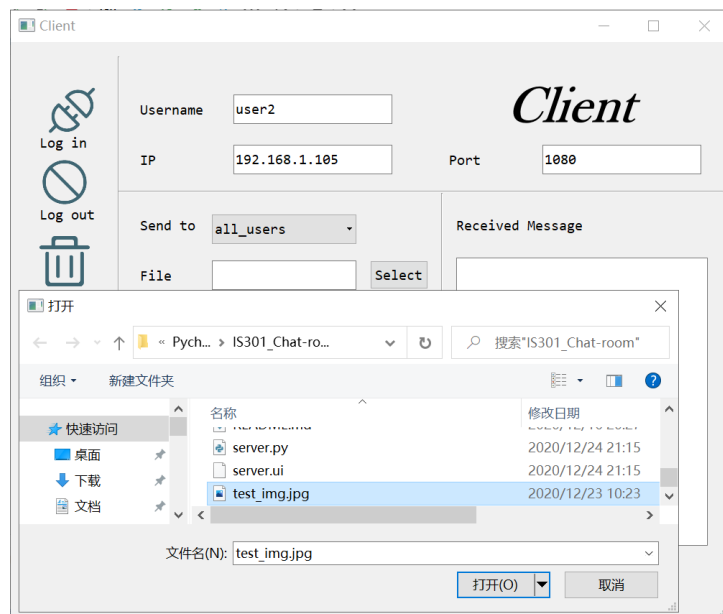 Client
Client
Username user2
Log in
IP 192.168.1.105 Port 1080
Log out
Send to all_users Received Message
File Select
打开
« Pych... › IS301_Chat-ro... 搜索"IS301_Chat-room"
组织 新建文件夹
名称 修改日期
快速访问
server.py 2020/12/24 21:15
桌面
server.ui 2020/12/24 21:15
下载
test_img.jpg 2020/12/23 10:23
文档
文件名(N): test_img.jpg
打开(O) 取消